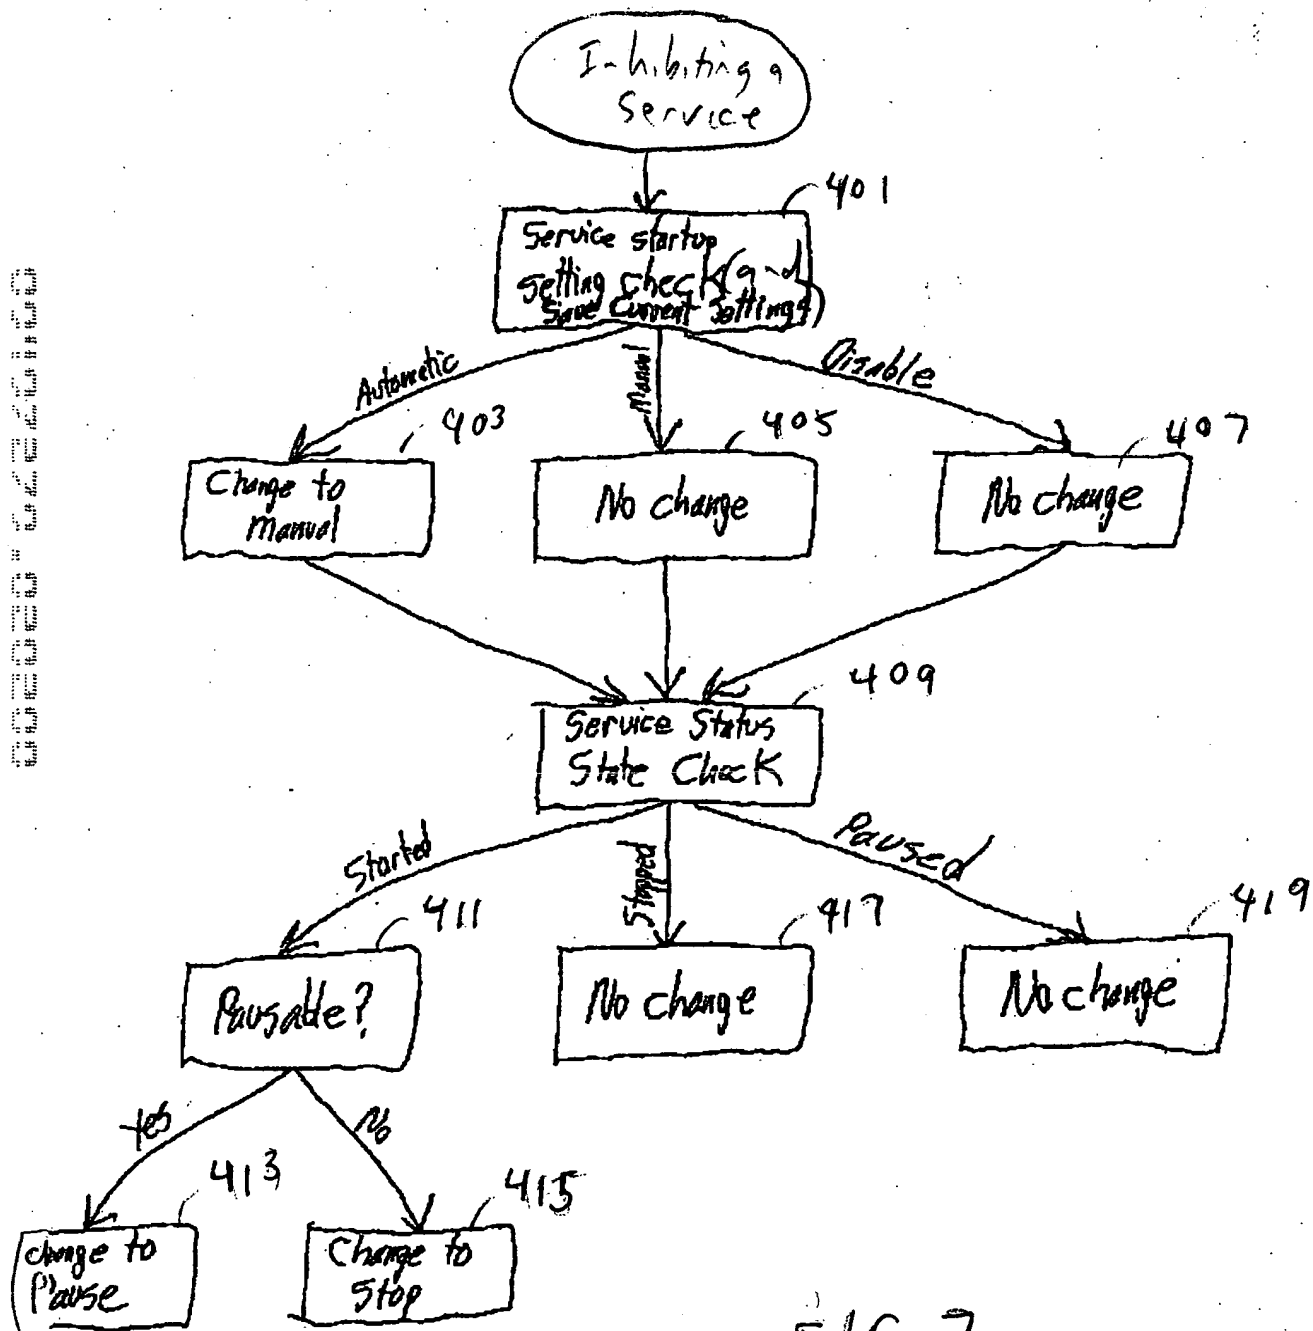 Inhibiting a
Service
401
Service startup
Setting check (and
Save Current Settings)
Automatic
Manual
Disable
403
405
407
Change to
Manual
No change
No change
409
Service Status
State Check
Started
Stopped
Paused
411
417
419
Pausable?
No change
No change
Yes
No
413
415
Change to
Pause
Change to
Stop